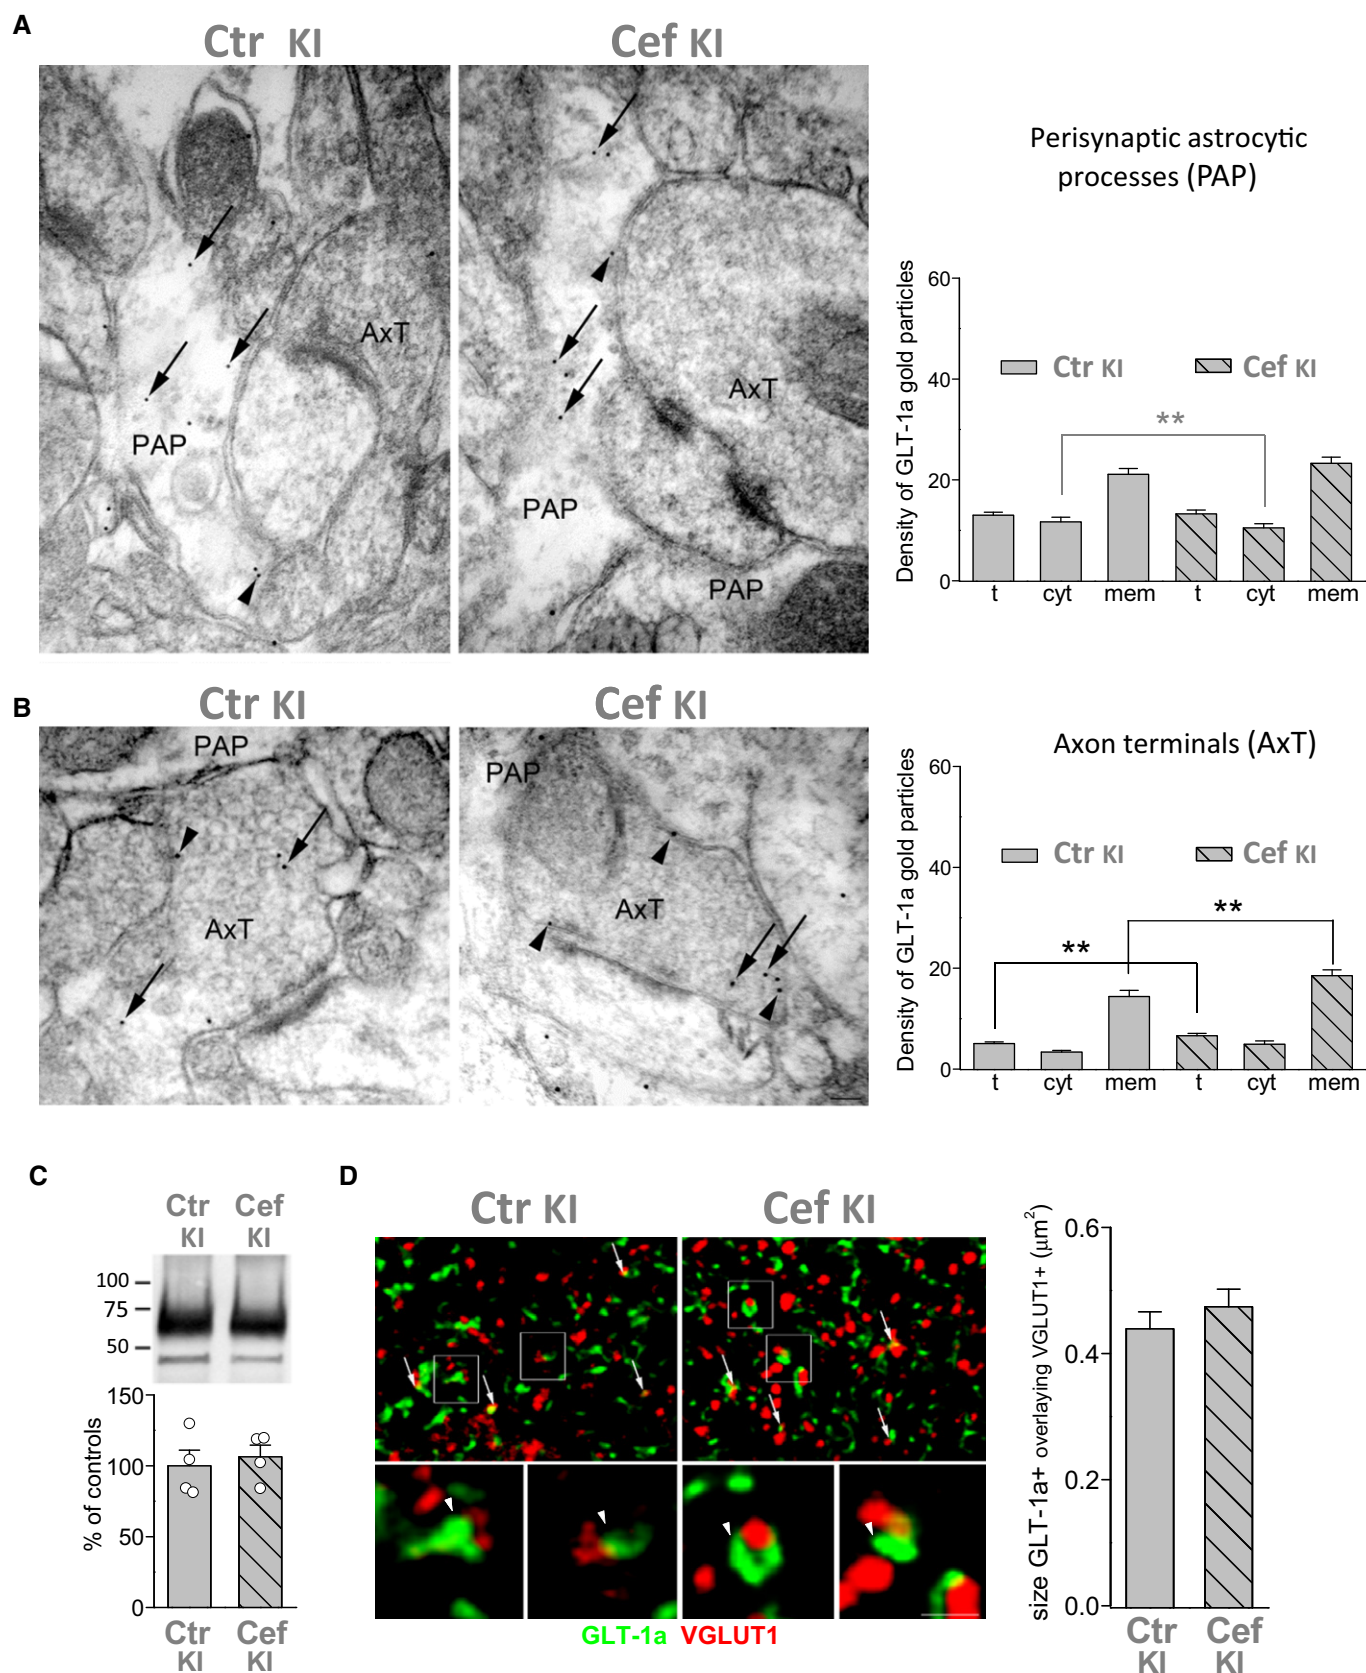 A
Ctr KI
Cef KI
AxT
PAP
AxT
PAP
PAP
Perisynaptic astrocytic
processes (PAP)
Density of GLT-1a gold particles
60
40
20
0
Ctr KI
Cef KI
**
t cyt mem t cyt mem
B
Ctr KI
Cef KI
PAP
AxT
PAP
AxT
Axon terminals (AxT)
Density of GLT-1a gold particles
60
40
20
0
Ctr KI
Cef KI
**
**
t cyt mem t cyt mem
C
Ctr
KI
Cef
KI
100
75
50
% of controls
150
100
50
0
Ctr
KI
Cef
KI
D
Ctr KI
Cef KI
GLT-1a VGLUT1
size GLT-1a+ overlaying VGLUT1+ (μm²)
0.6
0.4
0.2
0.0
Ctr
KI
Cef
KI